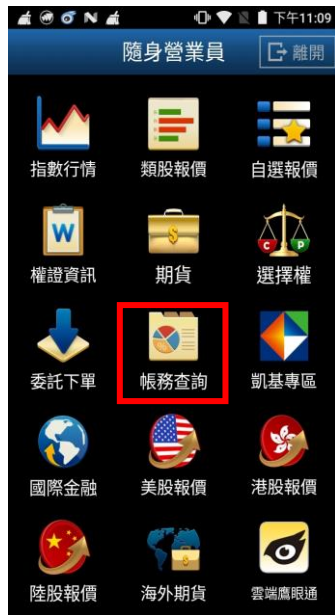 下午11:09
隨身營業員
離開
指數行情 類股報價 自選報價
W $ C P
權證資訊 期貨 選擇權
委託下單 帳務查詢 凱基專區
國際金融 美股報價 港股報價
陸股報價 海外期貨 雲端鷹眼通